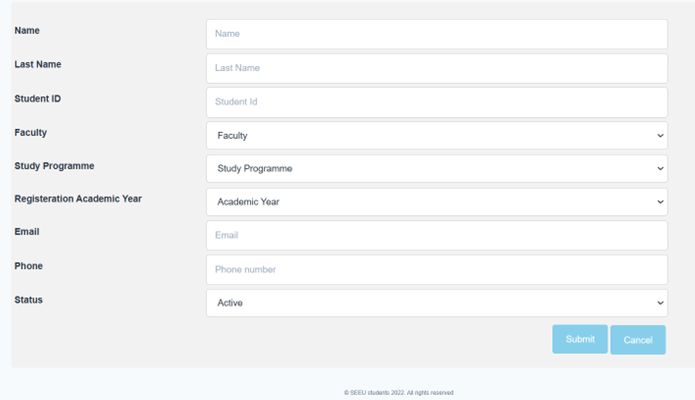 Name Name
Last Name Last Name
Student ID Student Id
Faculty Faculty
Study Programme Study Programme
Registeration Academic Year Academic Year
Email Email
Phone Phone number
Status Active
Submit Cancel
© SEEU students 2022. All rights reserved